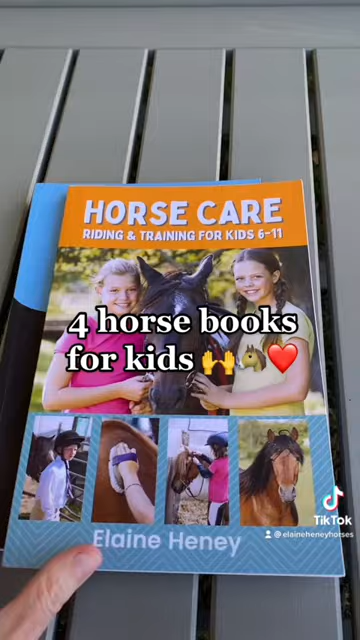 HORSE CARE
RIDING & TRAINING FOR KIDS 6-11
4 horse books
for kids 🙌🐴❤️
Elaine Heney
TikTok
@elaineheneyhorses